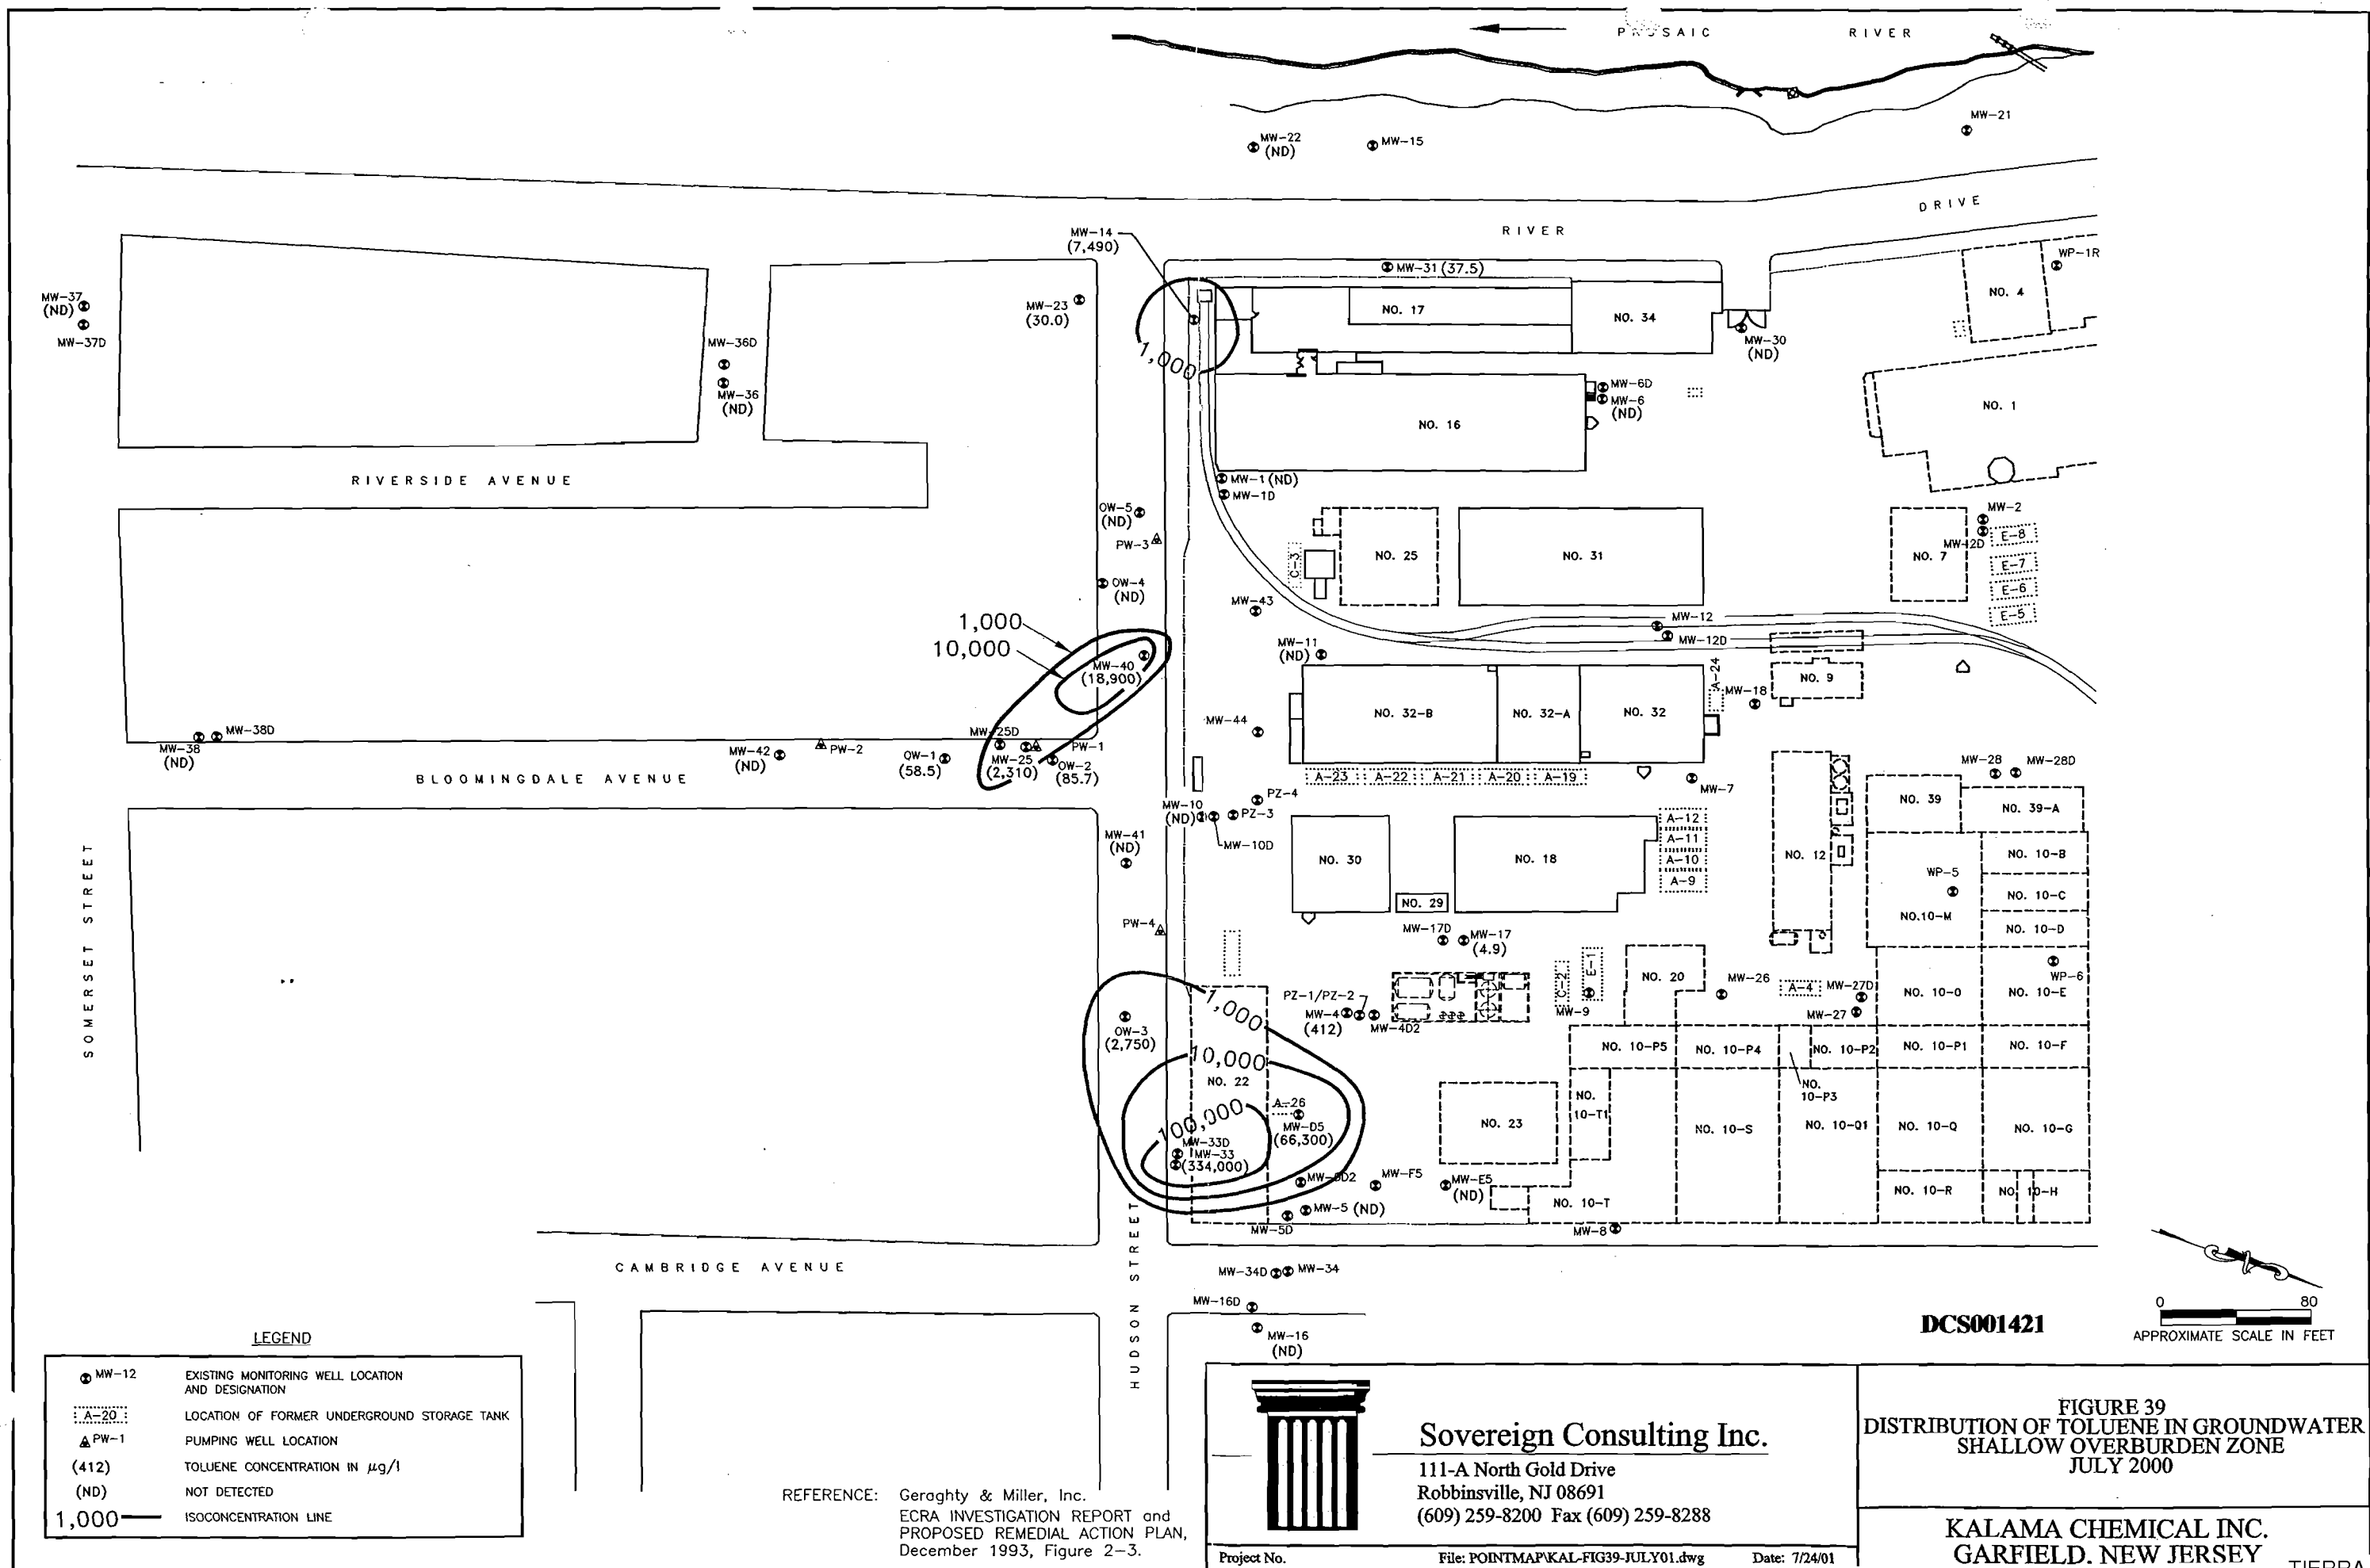 PASSAIC RIVER
MW-21
MW-22
(ND)
MW-15
DRIVE
RIVER
MW-14
(7,490)
WP-1R
MW-31 (37.5)
MW-37
(ND)
MW-37D
MW-23
(30.0)
NO. 17
NO. 34
NO. 4
MW-30
(ND)
1,000
MW-36D
MW-36
(ND)
MW-6D
MW-6
(ND)
NO. 16
NO. 1
RIVERSIDE AVENUE
MW-1 (ND)
MW-1D
OW-5
(ND)
PW-3
MW-2
MW-12D
E-8
E-7
E-6
E-5
NO. 7
C-3
NO. 25
NO. 31
OW-4
(ND)
MW-43
1,000
10,000
MW-12
MW-12D
MW-11
(ND)
MW-40
(18,900)
A-24
MW-18
NO. 9
NO. 32-B
NO. 32-A
NO. 32
MW-44
MW-38
(ND)
MW-38D
MW-42
(ND)
PW-2
OW-1
(58.5)
MW-25D
MW-25
(2,310)
PW-1
OW-2
(85.7)
BLOOMINGDALE AVENUE
A-23
A-22
A-21
A-20
A-19
MW-7
MW-28
MW-28D
PZ-4
MW-10
(ND)
PZ-3
MW-10D
NO. 39
NO. 39-A
MW-41
(ND)
A-12
A-11
A-10
A-9
NO. 30
NO. 18
NO. 12
NO. 10-B
WP-5
NO. 10-C
NO.10-M
NO. 10-D
NO. 29
SOMERSET STREET
PW-4
MW-17D
MW-17
(4.9)
C-2
E-1
MW-9
NO. 20
MW-26
A-4
MW-27D
MW-27
NO. 10-O
WP-6
NO. 10-E
1,000
PZ-1/PZ-2
MW-4
(412)
MW-4D2
OW-3
(2,750)
10,000
NO. 22
NO. 10-P5
NO. 10-P4
NO. 10-P2
NO. 10-P1
NO. 10-F
NO.
10-P3
100,000
A-26
MW-D5
(66,300)
MW-33D
MW-33
(334,000)
NO. 23
NO.
10-T1
NO. 10-S
NO. 10-Q1
NO. 10-Q
NO. 10-G
MW-F5
MW-E5
(ND)
MW-5 (ND)
MW-5D
NO. 10-T
NO. 10-R
NO. 10-H
MW-8
HUDSON STREET
CAMBRIDGE AVENUE
MW-34D
MW-34
MW-16D
MW-16
(ND)
DCS001421
0 80
APPROXIMATE SCALE IN FEET
LEGEND
MW-12 EXISTING MONITORING WELL LOCATION
AND DESIGNATION
A-20 LOCATION OF FORMER UNDERGROUND STORAGE TANK
PW-1 PUMPING WELL LOCATION
(412) TOLUENE CONCENTRATION IN µg/l
(ND) NOT DETECTED
1,000 ISOCONCENTRATION LINE
REFERENCE: Geraghty & Miller, Inc.
ECRA INVESTIGATION REPORT and
PROPOSED REMEDIAL ACTION PLAN,
December 1993, Figure 2-3.
Sovereign Consulting Inc.
111-A North Gold Drive
Robbinsville, NJ 08691
(609) 259-8200 Fax (609) 259-8288
Project No. File: POINTMAP\KAL-FIG39-JULY01.dwg Date: 7/24/01
FIGURE 39
DISTRIBUTION OF TOLUENE IN GROUNDWATER
SHALLOW OVERBURDEN ZONE
JULY 2000
KALAMA CHEMICAL INC.
GARFIELD, NEW JERSEY
TIERRA